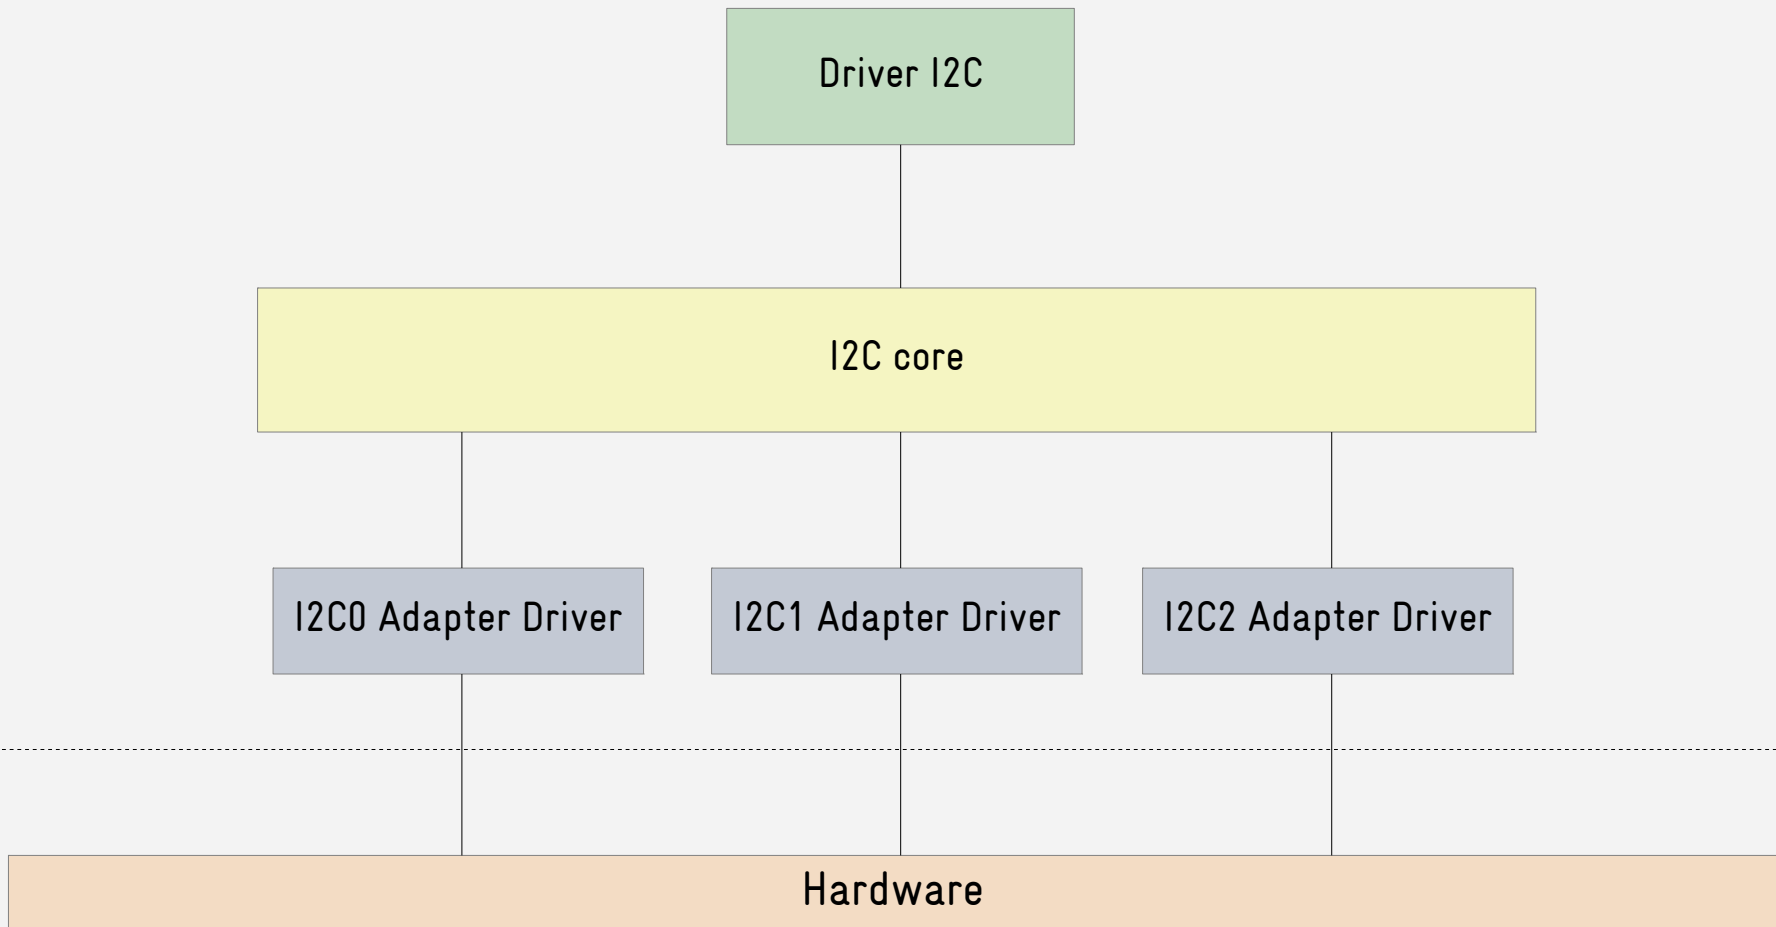 Driver I2C
I2C core
I2C0 Adapter Driver
I2C1 Adapter Driver
I2C2 Adapter Driver
Hardware